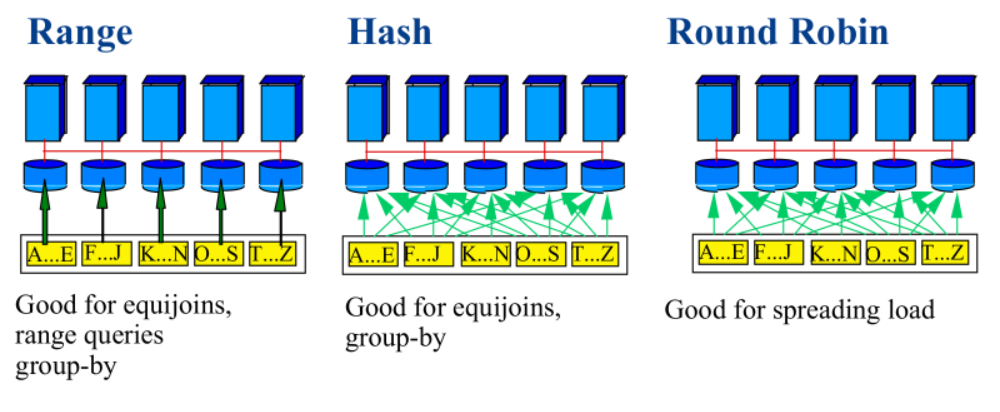 Range
A...E
F...J
K...N
O...S
T...Z
Good for equijoins,
range queries
group-by
Hash
A...E
F...J
K...N
O...S
T...Z
Good for equijoins,
group-by
Round Robin
A...E
F...J
K...N
O...S
T...Z
Good for spreading load